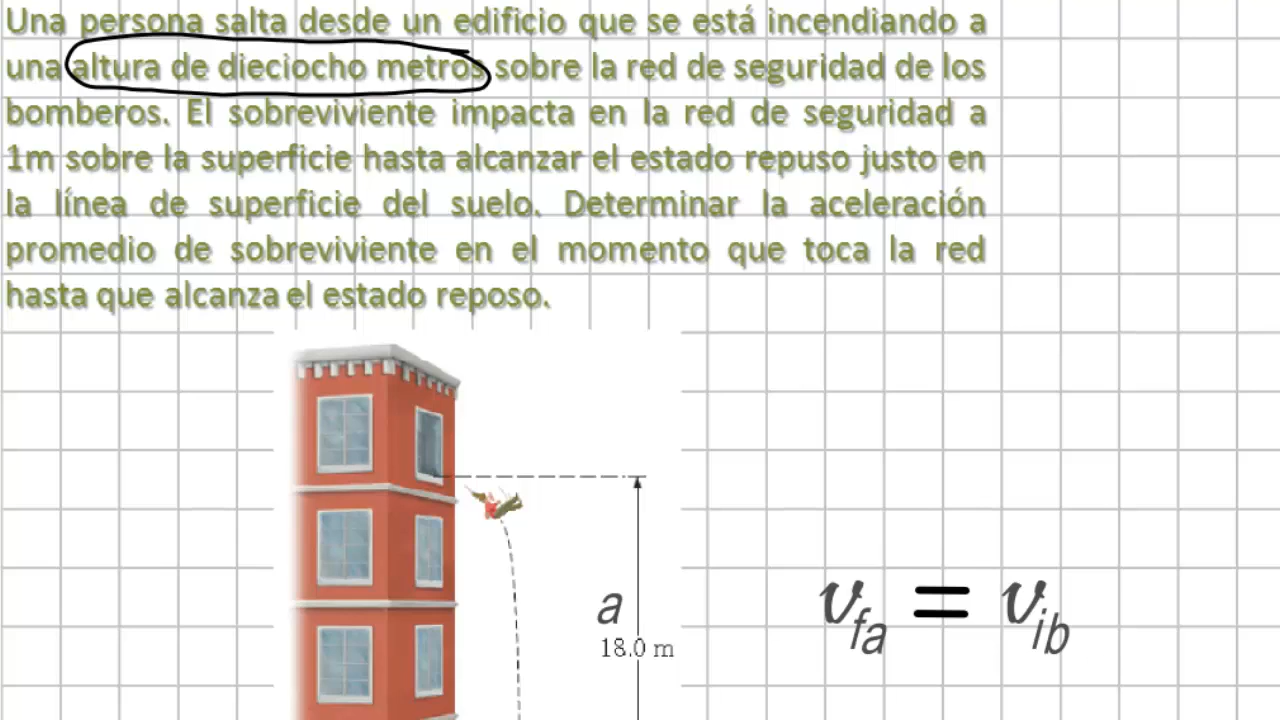 Una persona salta desde un edificio que se está incendiando a
una altura de dieciocho metros sobre la red de seguridad de los
bomberos. El sobreviviente impacta en la red de seguridad a
1m sobre la superficie hasta alcanzar el estado repuso justo en
la línea de superficie del suelo. Determinar la aceleración
promedio de sobreviviente en el momento que toca la red
hasta que alcanza el estado reposo.
a
18.0 m
v_fa = v_ib